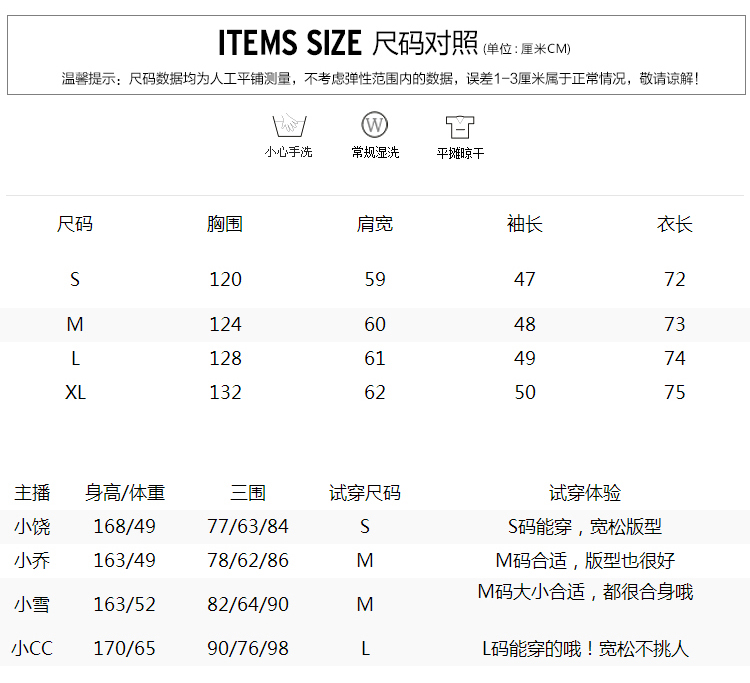 ITEMS SIZE 尺码对照 (单位：厘米CM)
温馨提示：尺码数据均为人工平铺测量，不考虑弹性范围内的数据，误差1-3厘米属于正常情况，敬请谅解！
W
小心手洗 常规湿洗 平摊晾干
尺码 胸围 肩宽 袖长 衣长
S 120 59 47 72
M 124 60 48 73
L 128 61 49 74
XL 132 62 50 75
主播 身高/体重 三围 试穿尺码 试穿体验
小饶 168/49 77/63/84 S S码能穿，宽松版型
小乔 163/49 78/62/86 M M码合适，版型也很好
小雪 163/52 82/64/90 M M码大小合适，都很合身哦
小CC 170/65 90/76/98 L L码能穿的哦！宽松不挑人